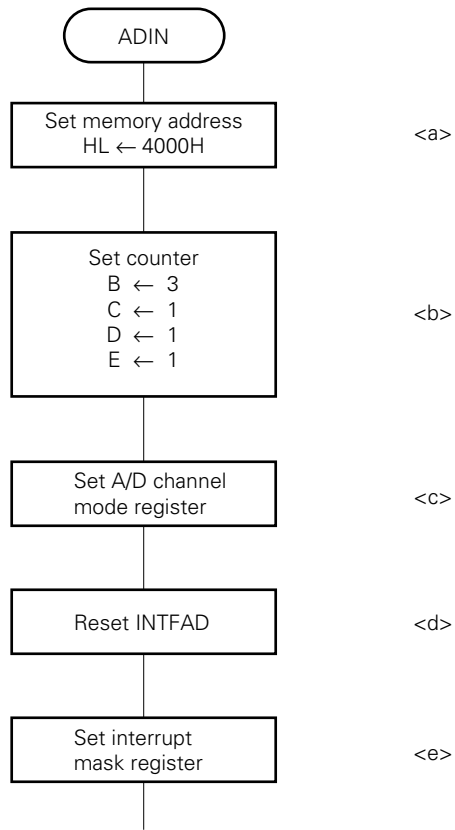 ADIN
Set memory address
HL ← 4000H
<a>
Set counter
B ← 3
C ← 1
D ← 1
E ← 1
<b>
Set A/D channel
mode register
<c>
Reset INTFAD
<d>
Set interrupt
mask register
<e>